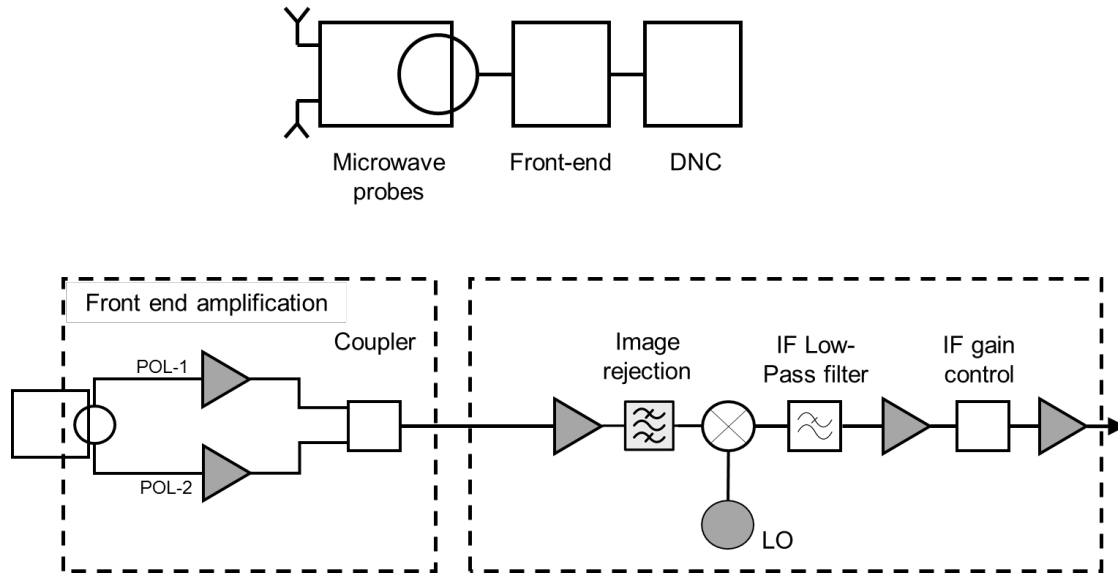 Microwave
probes
Front-end
DNC
Front end amplification
POL-1
POL-2
Coupler
Image
rejection
LO
IF Low-
Pass filter
IF gain
control